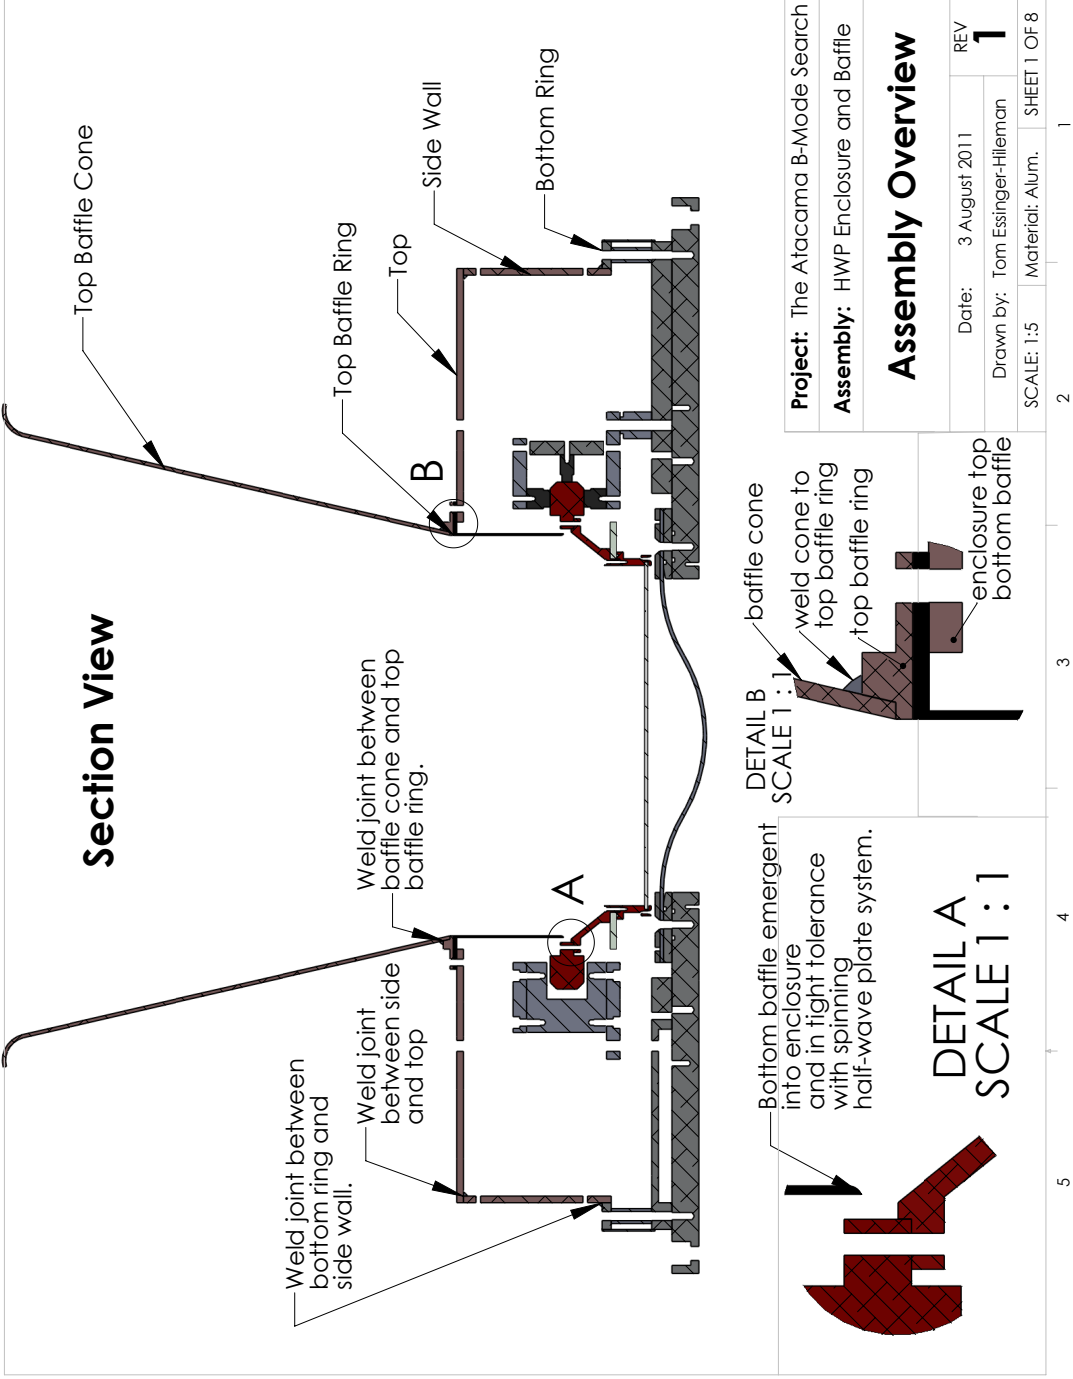 Section View
Top Baffle Cone
Top Baffle Ring
Top
Side Wall
Bottom Ring
B
Weld joint between
baffle cone and top
baffle ring.
A
Weld joint
between side
and top
Weld joint between
bottom ring and
side wall.
Bottom baffle emergent
into enclosure
and in tight tolerance
with spinning
half-wave plate system.
DETAIL A
SCALE 1 : 1
DETAIL B
SCALE 1 : 1
baffle cone
weld cone to
top baffle ring
top baffle ring
enclosure top
bottom baffle
Project: The Atacama B-Mode Search
Assembly: HWP Enclosure and Baffle
Assembly Overview
Date: 3 August 2011
REV
1
Drawn by: Tom Essinger-Hileman
SCALE: 1:5 Material: Alum. SHEET 1 OF 8
5 4 3 2 1